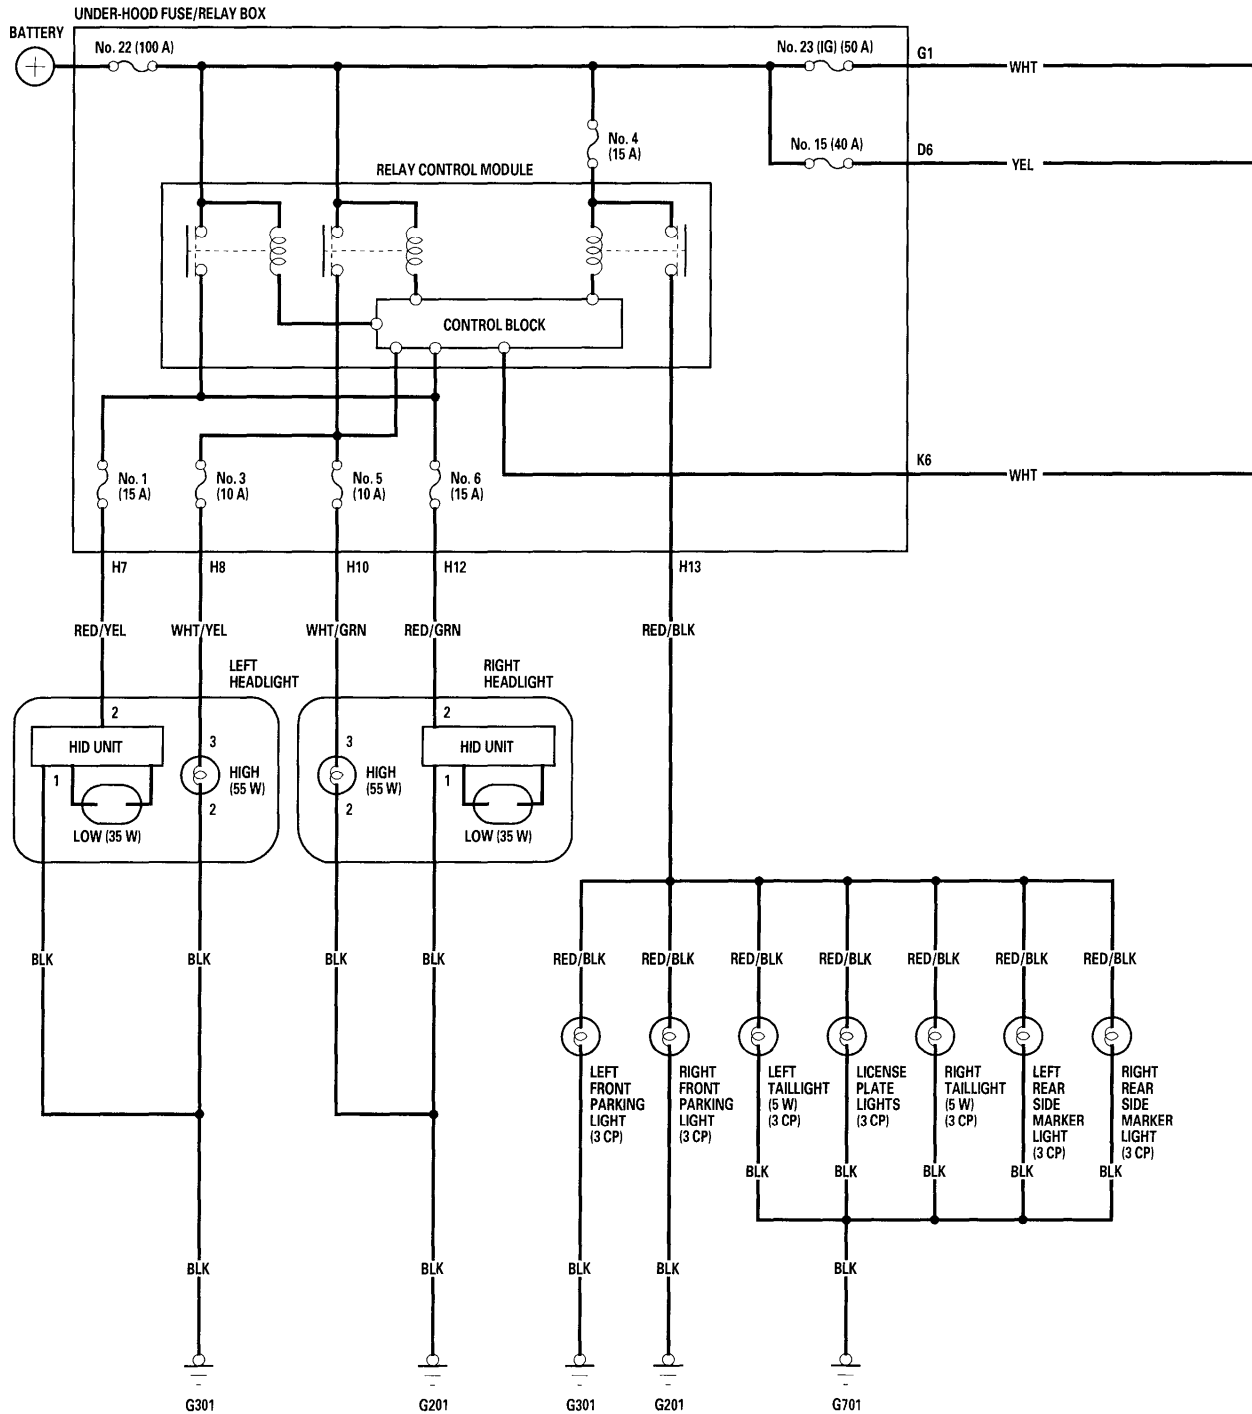 UNDER-HOOD FUSE/RELAY BOX
BATTERY
No. 22 (100 A)
No. 23 (IG) (50 A)
G1
WHT
No. 4
(15 A)
No. 15 (40 A)
D6
YEL
RELAY CONTROL MODULE
CONTROL BLOCK
No. 1
(15 A)
No. 3
(10 A)
No. 5
(10 A)
No. 6
(15 A)
K6
WHT
H7
H8
H10
H12
H13
RED/YEL
WHT/YEL
WHT/GRN
RED/GRN
RED/BLK
LEFT
HEADLIGHT
RIGHT
HEADLIGHT
2
HID UNIT
1
LOW (35 W)
3
HIGH
(55 W)
2
3
HIGH
(55 W)
2
2
HID UNIT
1
LOW (35 W)
BLK
BLK
BLK
BLK
RED/BLK
RED/BLK
RED/BLK
RED/BLK
RED/BLK
RED/BLK
RED/BLK
LEFT
FRONT
PARKING
LIGHT
(3 CP)
RIGHT
FRONT
PARKING
LIGHT
(3 CP)
LEFT
TAILLIGHT
(5 W)
(3 CP)
LICENSE
PLATE
LIGHTS
(3 CP)
RIGHT
TAILLIGHT
(5 W)
(3 CP)
LEFT
REAR
SIDE
MARKER
LIGHT
(3 CP)
RIGHT
REAR
SIDE
MARKER
LIGHT
(3 CP)
BLK
BLK
BLK
BLK
BLK
BLK
BLK
BLK
BLK
BLK
G301
G201
G301
G201
G701